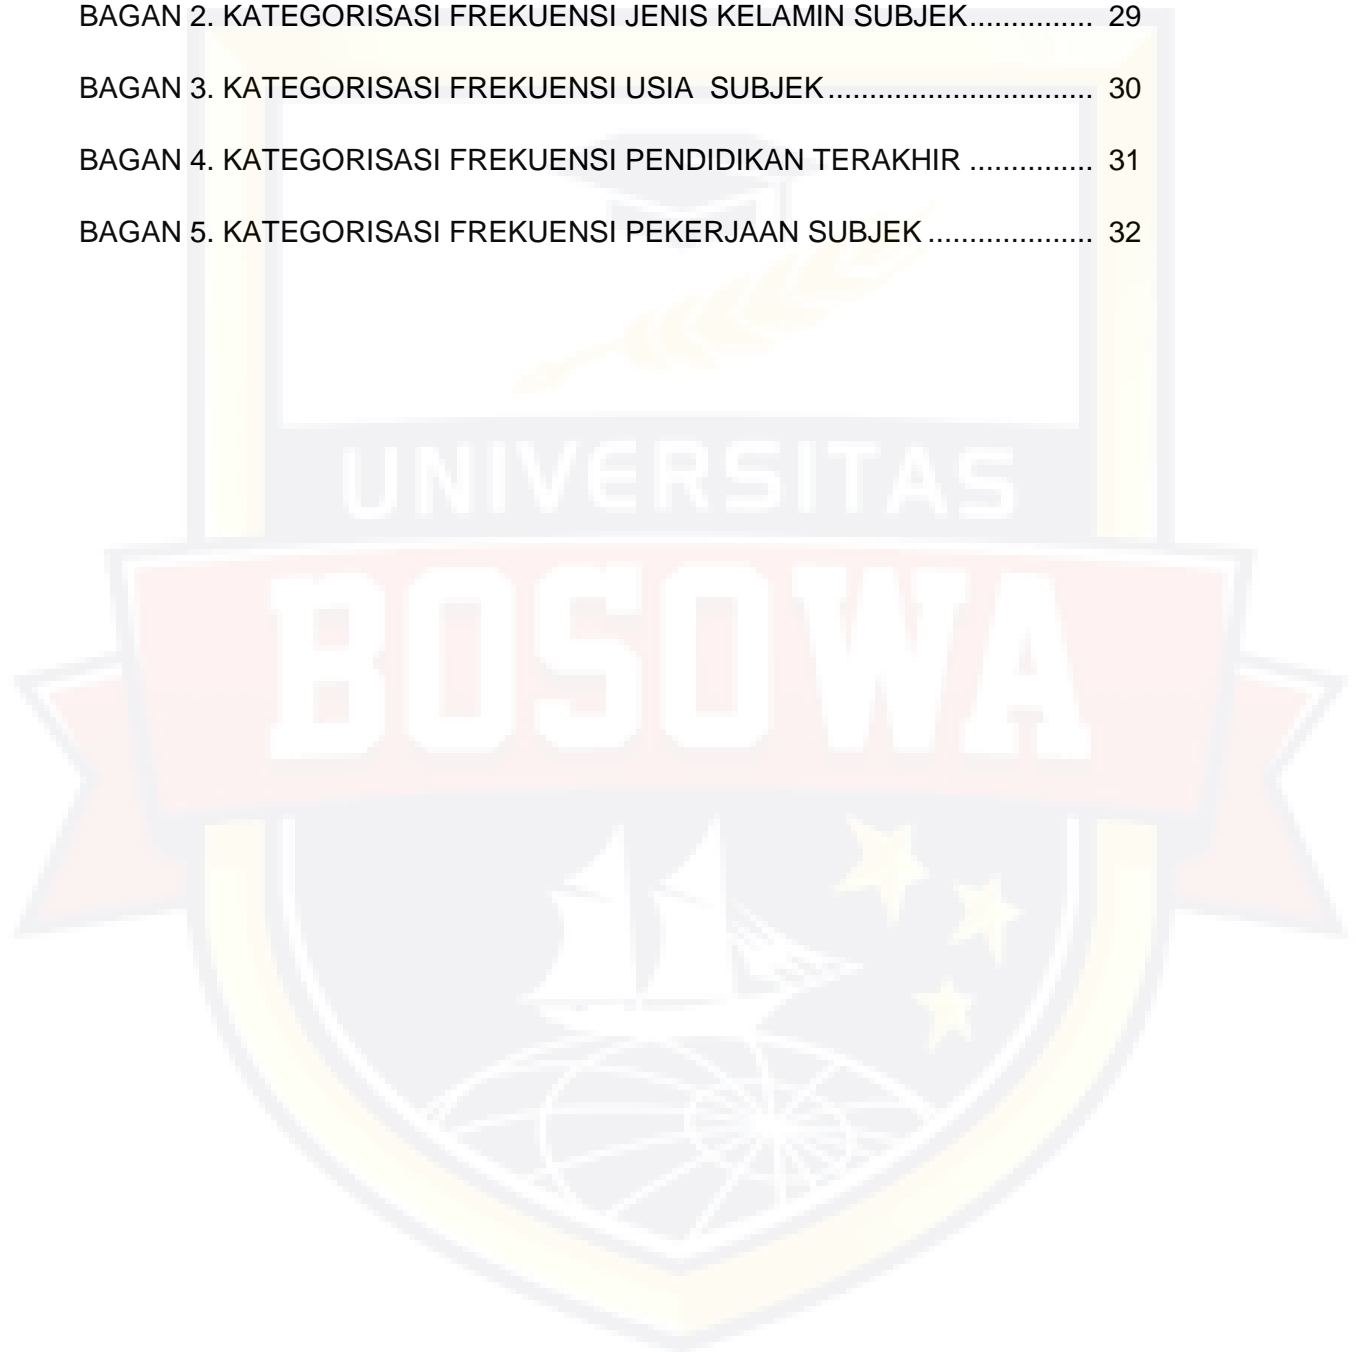 BAGAN 2. KATEGORISASI FREKUENSI JENIS KELAMIN SUBJEK............... 29
BAGAN 3. KATEGORISASI FREKUENSI USIA  SUBJEK................................ 30
BAGAN 4. KATEGORISASI FREKUENSI PENDIDIKAN TERAKHIR ............... 31
BAGAN 5. KATEGORISASI FREKUENSI PEKERJAAN SUBJEK .................... 32
UNIVERSITAS
BOSOWA